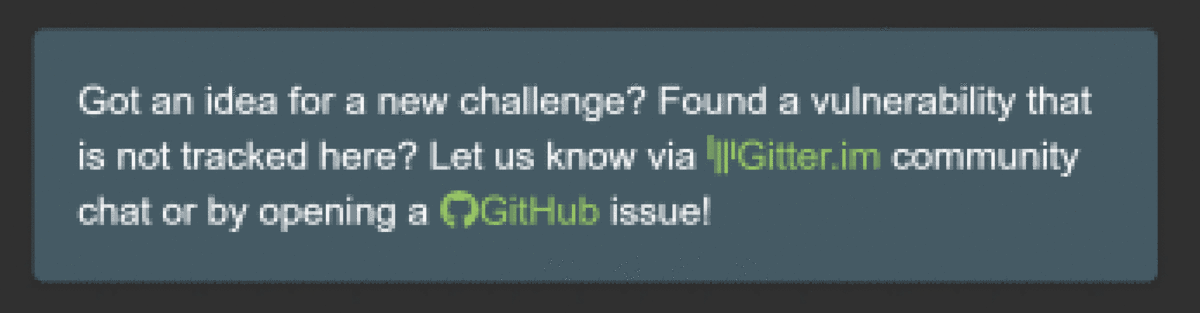 Got an idea for a new challenge? Found a vulnerability that
is not tracked here? Let us know via Gitter.im community
chat or by opening a GitHub issue!